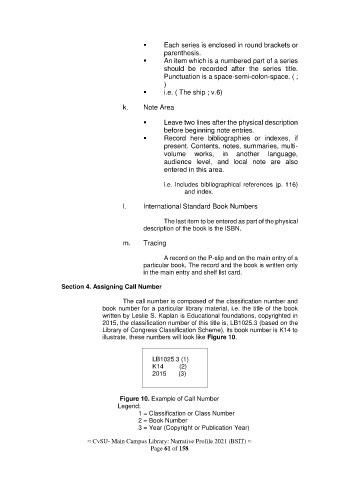 ▪ Each series is enclosed in round brackets or
parenthesis.
▪ An item which is a numbered part of a series
should be recorded after the series title.
Punctuation is a space-semi-colon-space. ( ;
)
▪ i.e. ( The ship ; v.6)
k. Note Area
▪ Leave two lines after the physical description
before beginning note entries.
▪ Record here bibliographies or indexes, if
present. Contents, notes, summaries, multi-
volume works, in another language,
audience level, and local note are also
entered in this area.
I.e. Includes bibliographical references (p. 116)
and index.
l. International Standard Book Numbers
The last item to be entered as part of the physical
description of the book is the ISBN.
m. Tracing
A record on the P-slip and on the main entry of a
particular book. The record and the book is written only
in the main entry and shelf list card.
Section 4. Assigning Call Number
The call number is composed of the classification number and
book number for a particular library material, i.e. the title of the book
written by Leslie S. Kaplan is Educational foundations, copyrighted in
2015, the classification number of this title is, LB1025.3 (based on the
Library of Congress Classification Scheme), its book number is K14 to
illustrate, these numbers will look like Figure 10.
LB1025.3 (1)
K14 (2)
2015 (3)
Figure 10. Example of Call Number
Legend:
1 = Classification or Class Number
2 = Book Number
3 = Year (Copyright or Publication Year)
≈ CvSU- Main Campus Library: Narrative Profile 2021 (BSIT) ≈
Page 61 of 158